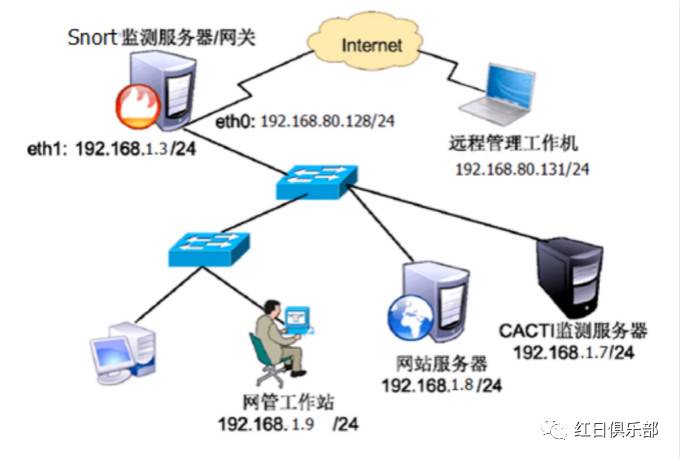 Snort监测服务器/网关
Internet
eth0: 192.168.80.128/24
eth1: 192.168.1.3/24
远程管理工作机
192.168.80.131/24
CACTI监测服务器
192.168.1.7/24
网站服务器
192.168.1.8/24
网管工作站
192.168.1.9 /24
红日俱乐部